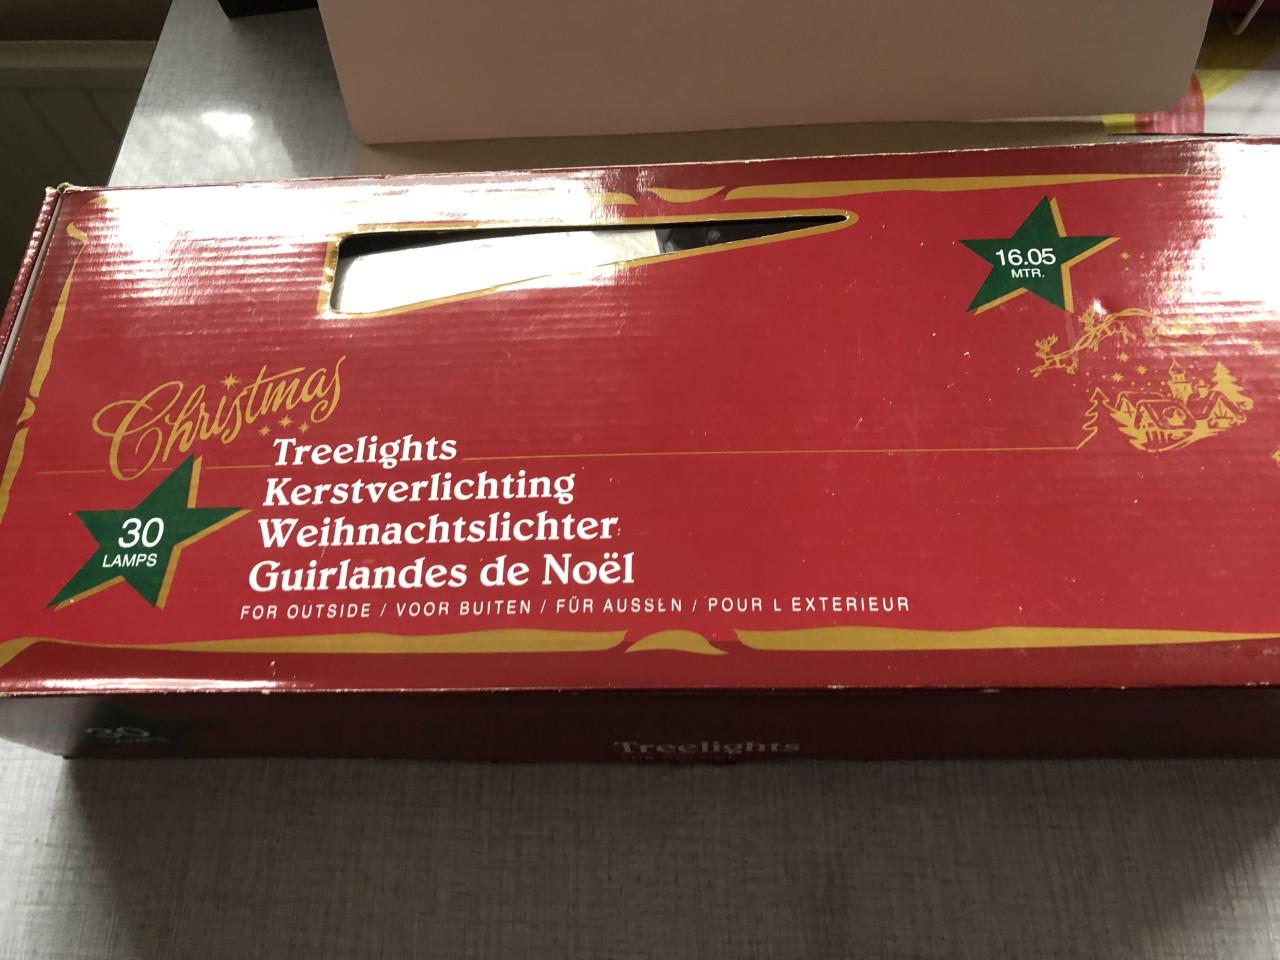 16.05
MTR.
Christmas
Treelights
Kerstverlichting
Weihnachtslichter
Guirlandes de Noël
30
LAMPS
FOR OUTSIDE / VOOR BUITEN / FÜR AUSSEN / POUR L EXTERIEUR
30
Treelights